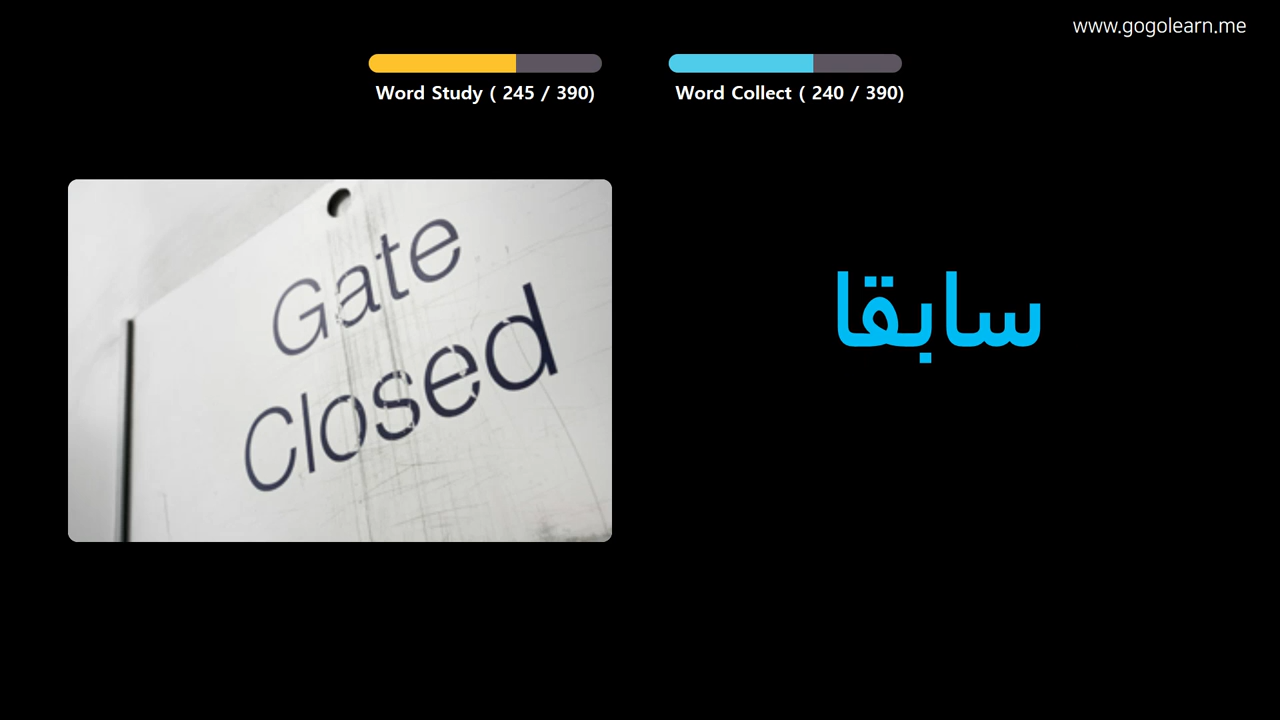 www.gogolearn.me
Word Study ( 245 / 390)
Word Collect ( 240 / 390)
Gate
Closed
سابقا